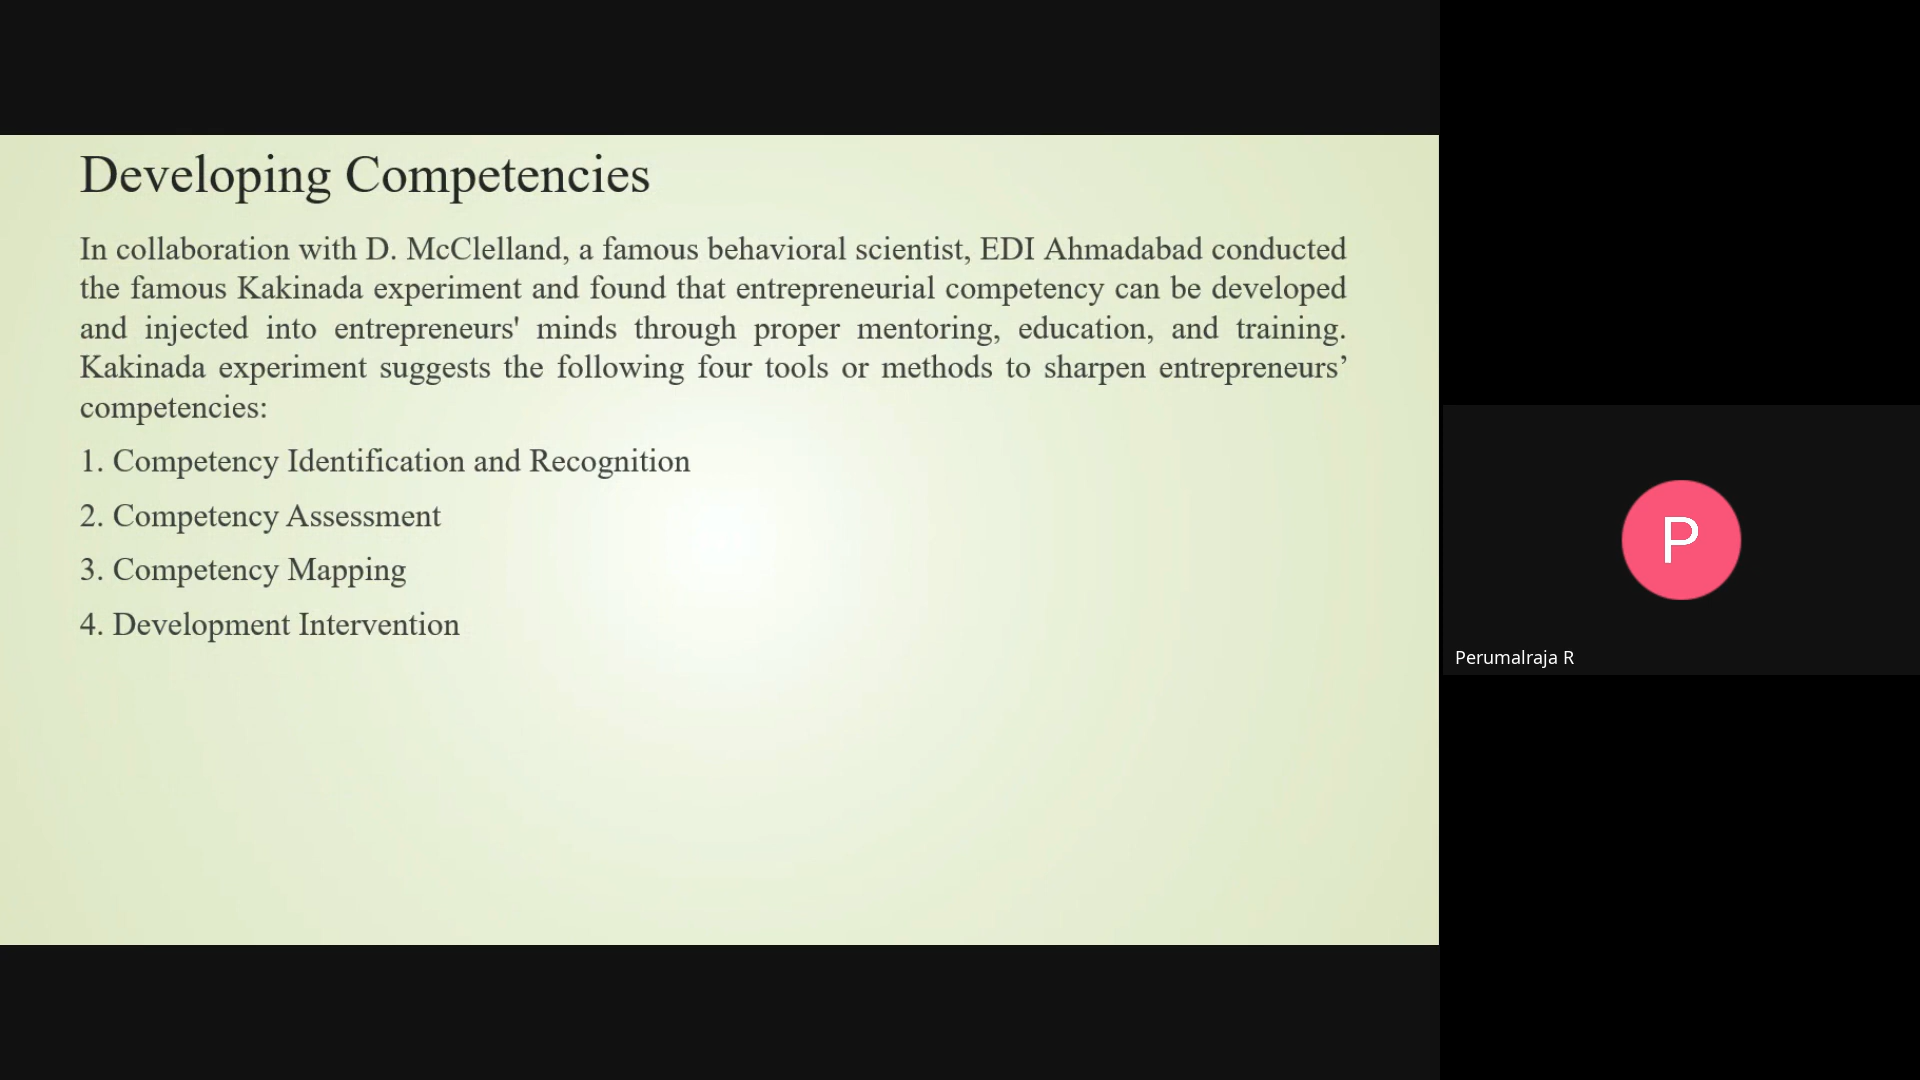 Developing Competencies
In collaboration with D. McClelland, a famous behavioral scientist, EDI Ahmadabad conducted
the famous Kakinada experiment and found that entrepreneurial competency can be developed
and injected into entrepreneurs' minds through proper mentoring, education, and training.
Kakinada experiment suggests the following four tools or methods to sharpen entrepreneurs’
competencies:
1. Competency Identification and Recognition
2. Competency Assessment
3. Competency Mapping
4. Development Intervention
P
Perumalraja R